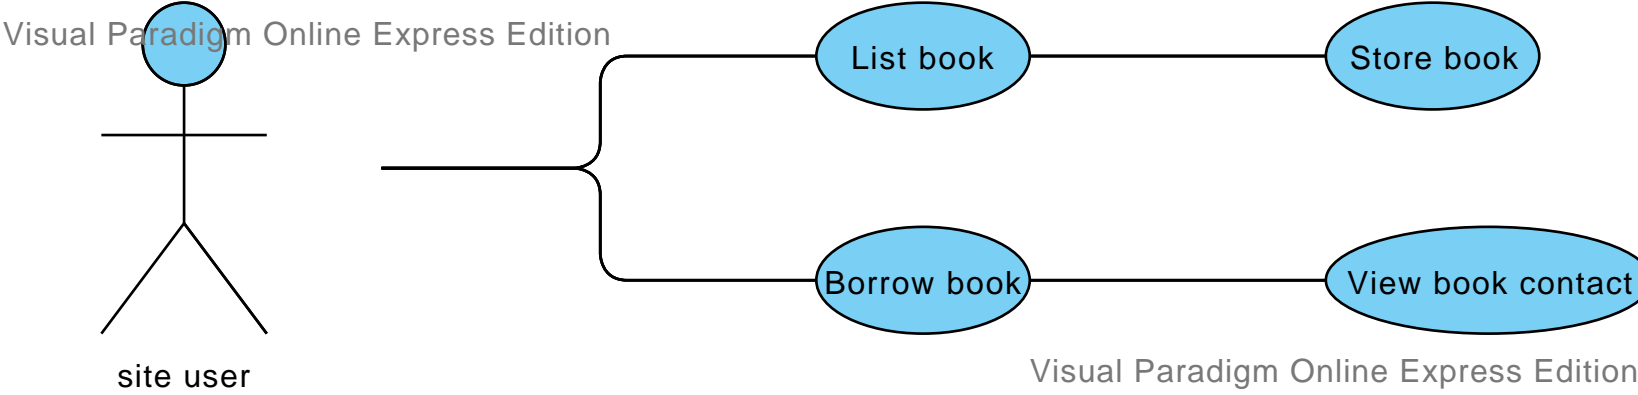 Visual Paradigm Online Express Edition
List book
Store book
Borrow book
View book contact
site user
Visual Paradigm Online Express Edition